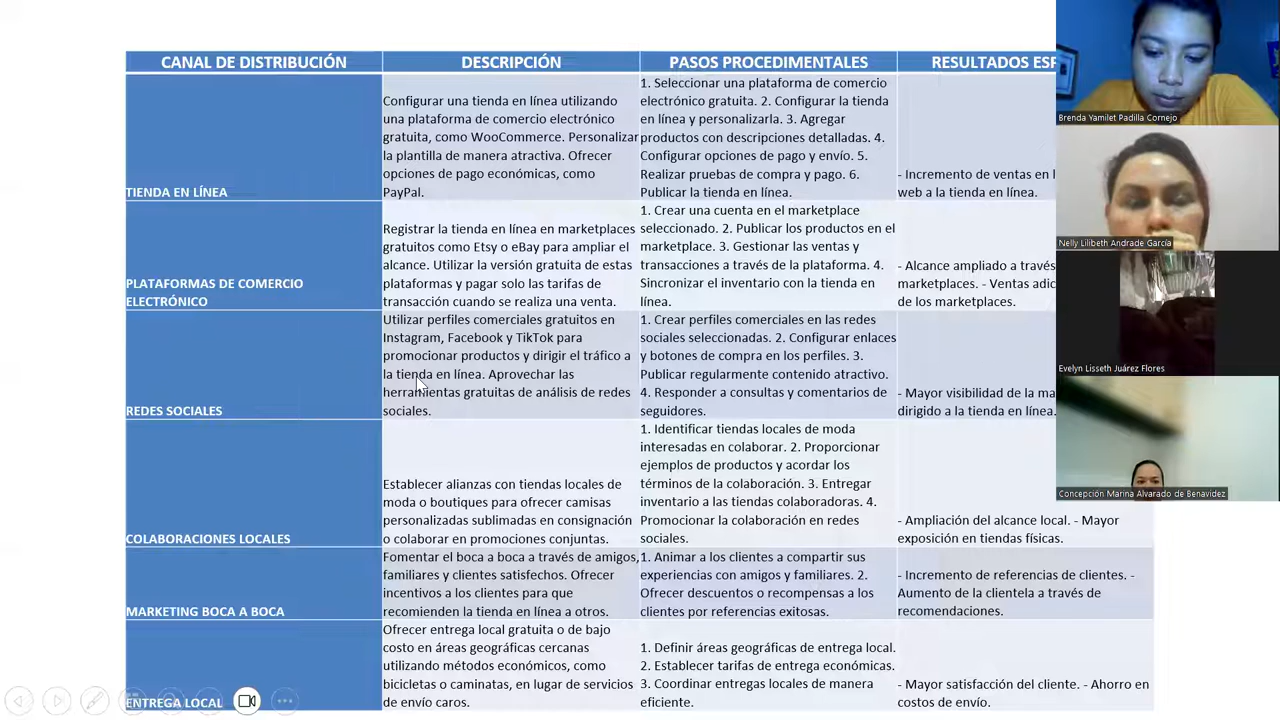 CANAL DE DISTRIBUCIÓN
DESCRIPCIÓN
PASOS PROCEDIMENTALES
RESULTADOS ESP
TIENDA EN LÍNEA
Configurar una tienda en línea utilizando
una plataforma de comercio electrónico
gratuita, como WooCommerce. Personalizar
la plantilla de manera atractiva. Ofrecer
opciones de pago económicas, como
PayPal.
1. Seleccionar una plataforma de comercio
electrónico gratuita. 2. Configurar la tienda
en línea y personalizarla. 3. Agregar
productos con descripciones detalladas. 4.
Configurar opciones de pago y envío. 5.
Realizar pruebas de compra y pago. 6.
Publicar la tienda en línea.
- Incremento de ventas en l
web a la tienda en línea.
PLATAFORMAS DE COMERCIO
ELECTRÓNICO
Registrar la tienda en línea en marketplaces
gratuitos como Etsy o eBay para ampliar el
alcance. Utilizar la versión gratuita de estas
plataformas y pagar solo las tarifas de
transacción cuando se realiza una venta.
1. Crear una cuenta en el marketplace
seleccionado. 2. Publicar los productos en el
marketplace. 3. Gestionar las ventas y
transacciones a través de la plataforma. 4.
Sincronizar el inventario con la tienda en
línea.
- Alcance ampliado a través
marketplaces. - Ventas adic
de los marketplaces.
REDES SOCIALES
Utilizar perfiles comerciales gratuitos en
Instagram, Facebook y TikTok para
promocionar productos y dirigir el tráfico a
la tienda en línea. Aprovechar las
herramientas gratuitas de análisis de redes
sociales.
1. Crear perfiles comerciales en las redes
sociales seleccionadas. 2. Configurar enlaces
y botones de compra en los perfiles. 3.
Publicar regularmente contenido atractivo.
4. Responder a consultas y comentarios de
seguidores.
- Mayor visibilidad de la ma
dirigido a la tienda en línea.
COLABORACIONES LOCALES
Establecer alianzas con tiendas locales de
moda o boutiques para ofrecer camisas
personalizadas sublimadas en consignación
o colaborar en promociones conjuntas.
1. Identificar tiendas locales de moda
interesadas en colaborar. 2. Proporcionar
ejemplos de productos y acordar los
términos de la colaboración. 3. Entregar
inventario a las tiendas colaboradoras. 4.
Promocionar la colaboración en redes
sociales.
- Ampliación del alcance local. - Mayor
exposición en tiendas físicas.
MARKETING BOCA A BOCA
Fomentar el boca a boca a través de amigos,
familiares y clientes satisfechos. Ofrecer
incentivos a los clientes para que
recomienden la tienda en línea a otros.
1. Animar a los clientes a compartir sus
experiencias con amigos y familiares. 2.
Ofrecer descuentos o recompensas a los
clientes por referencias exitosas.
- Incremento de referencias de clientes. -
Aumento de la clientela a través de
recomendaciones.
ENTREGA LOCAL
Ofrecer entrega local gratuita o de bajo
costo en áreas geográficas cercanas
utilizando métodos económicos, como
bicicletas o caminatas, en lugar de servicios
de envío caros.
1. Definir áreas geográficas de entrega local.
2. Establecer tarifas de entrega económicas.
3. Coordinar entregas locales de manera
eficiente.
- Mayor satisfacción del cliente. - Ahorro en
costos de envío.
Brenda Yamilet Padilla Cornejo
Nelly Lilibeth Andrade García
Evelyn Lisseth Juárez Flores
Concepción Marina Alvarado de Benavidez